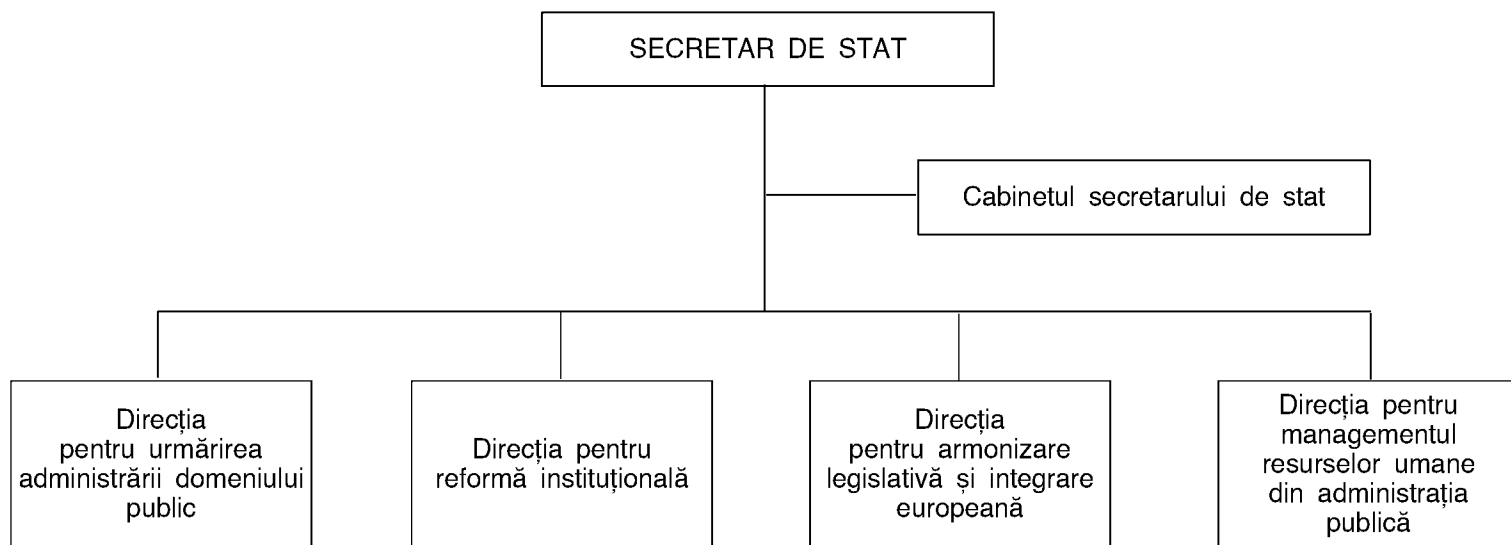 SECRETAR DE STAT
Cabinetul secretarului de stat
Direcția
pentru urmărirea
administrării domeniului
public
Direcția pentru
reformă instituțională
Direcția
pentru armonizare
legislativă și integrare
europeană
Direcția pentru
managementul
resurselor umane
din administrația
publică